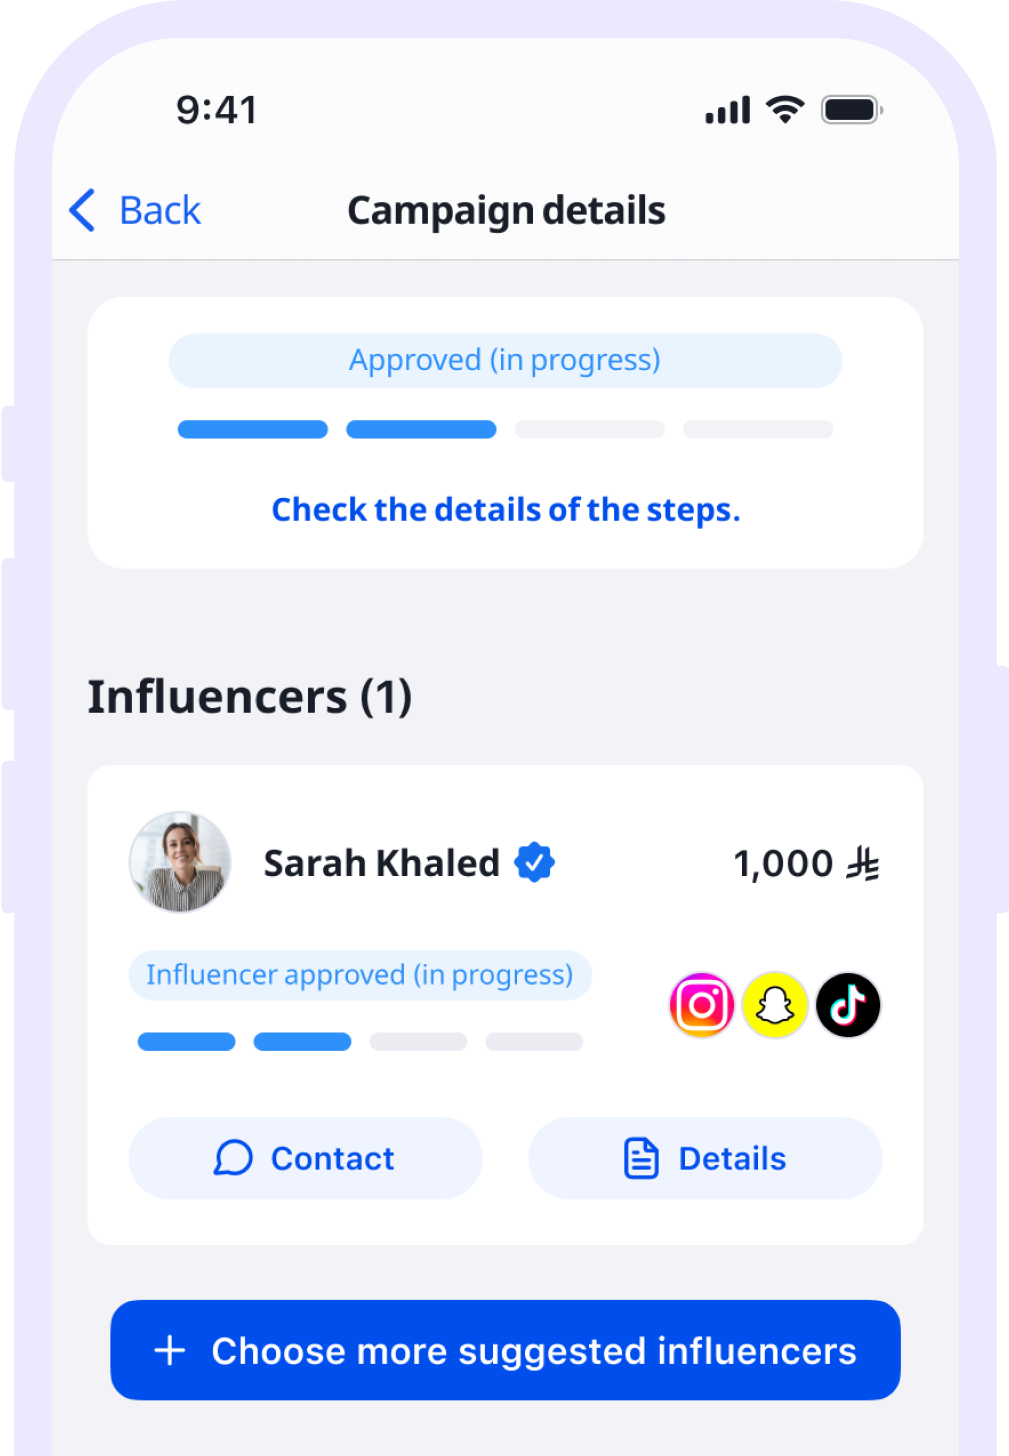 9:41
Back
Campaign details
Approved (in progress)
Check the details of the steps.
Influencers (1)
Sarah Khaled
1,000 ⃁
Influencer approved (in progress)
Contact
Details
+ Choose more suggested influencers